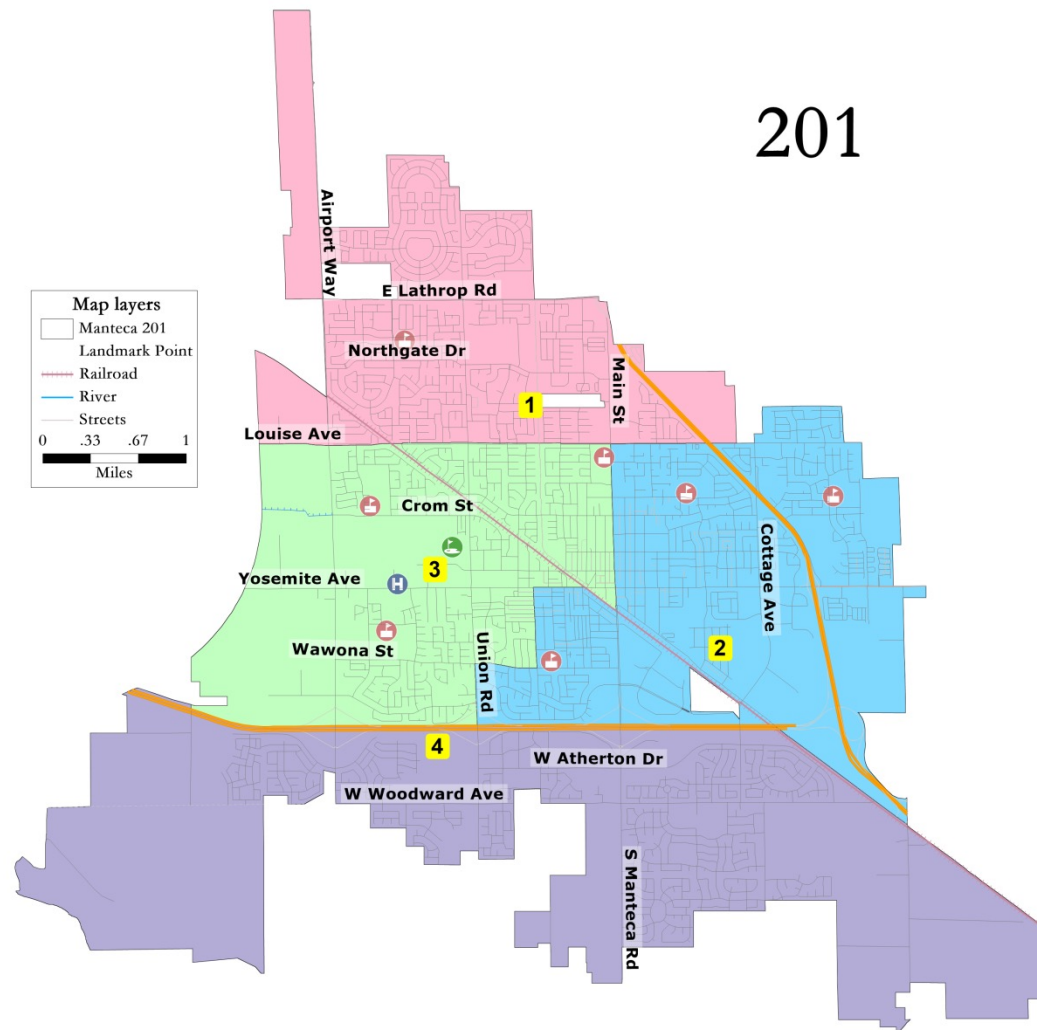 201
Airport Way
E Lathrop Rd
Map layers
Manteca 201
Landmark Point
Railroad
River
Streets
0 .33 .67 1
Miles
Northgate Dr
Main St
1
Louise Ave
Crom St
Cottage Ave
3
Yosemite Ave
H
Wawona St
Union Rd
2
4
W Atherton Dr
W Woodward Ave
S Manteca Rd